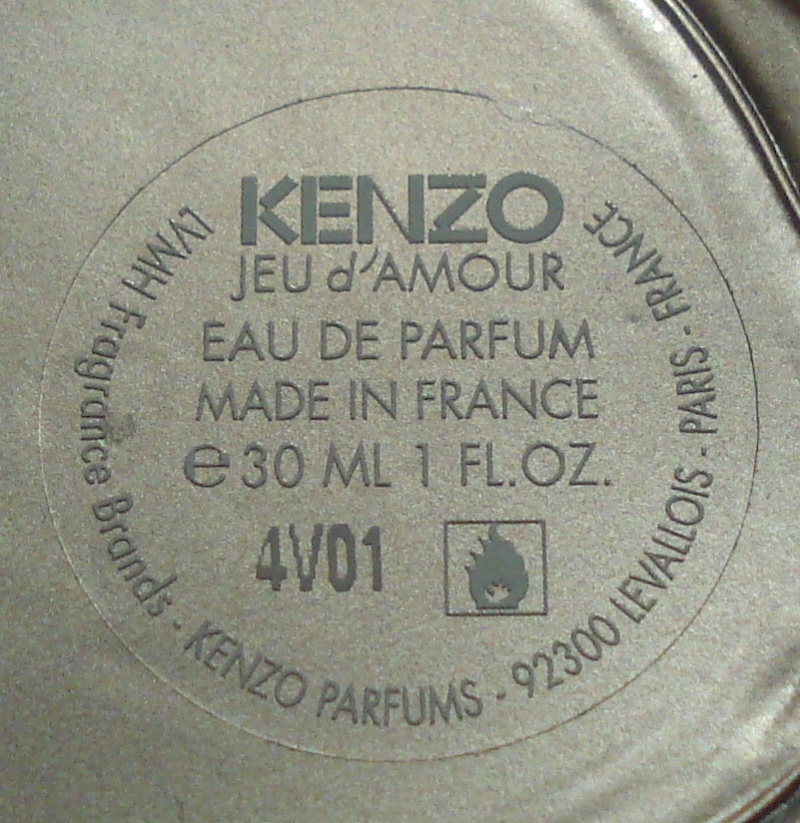 KENZO
JEU d'AMOUR
EAU DE PARFUM
MADE IN FRANCE
e 30 ML 1 FL.OZ.
4V01
LVMH Fragrance Brands - KENZO PARFUMS - 92300 LEVALLOIS - PARIS - FRANCE